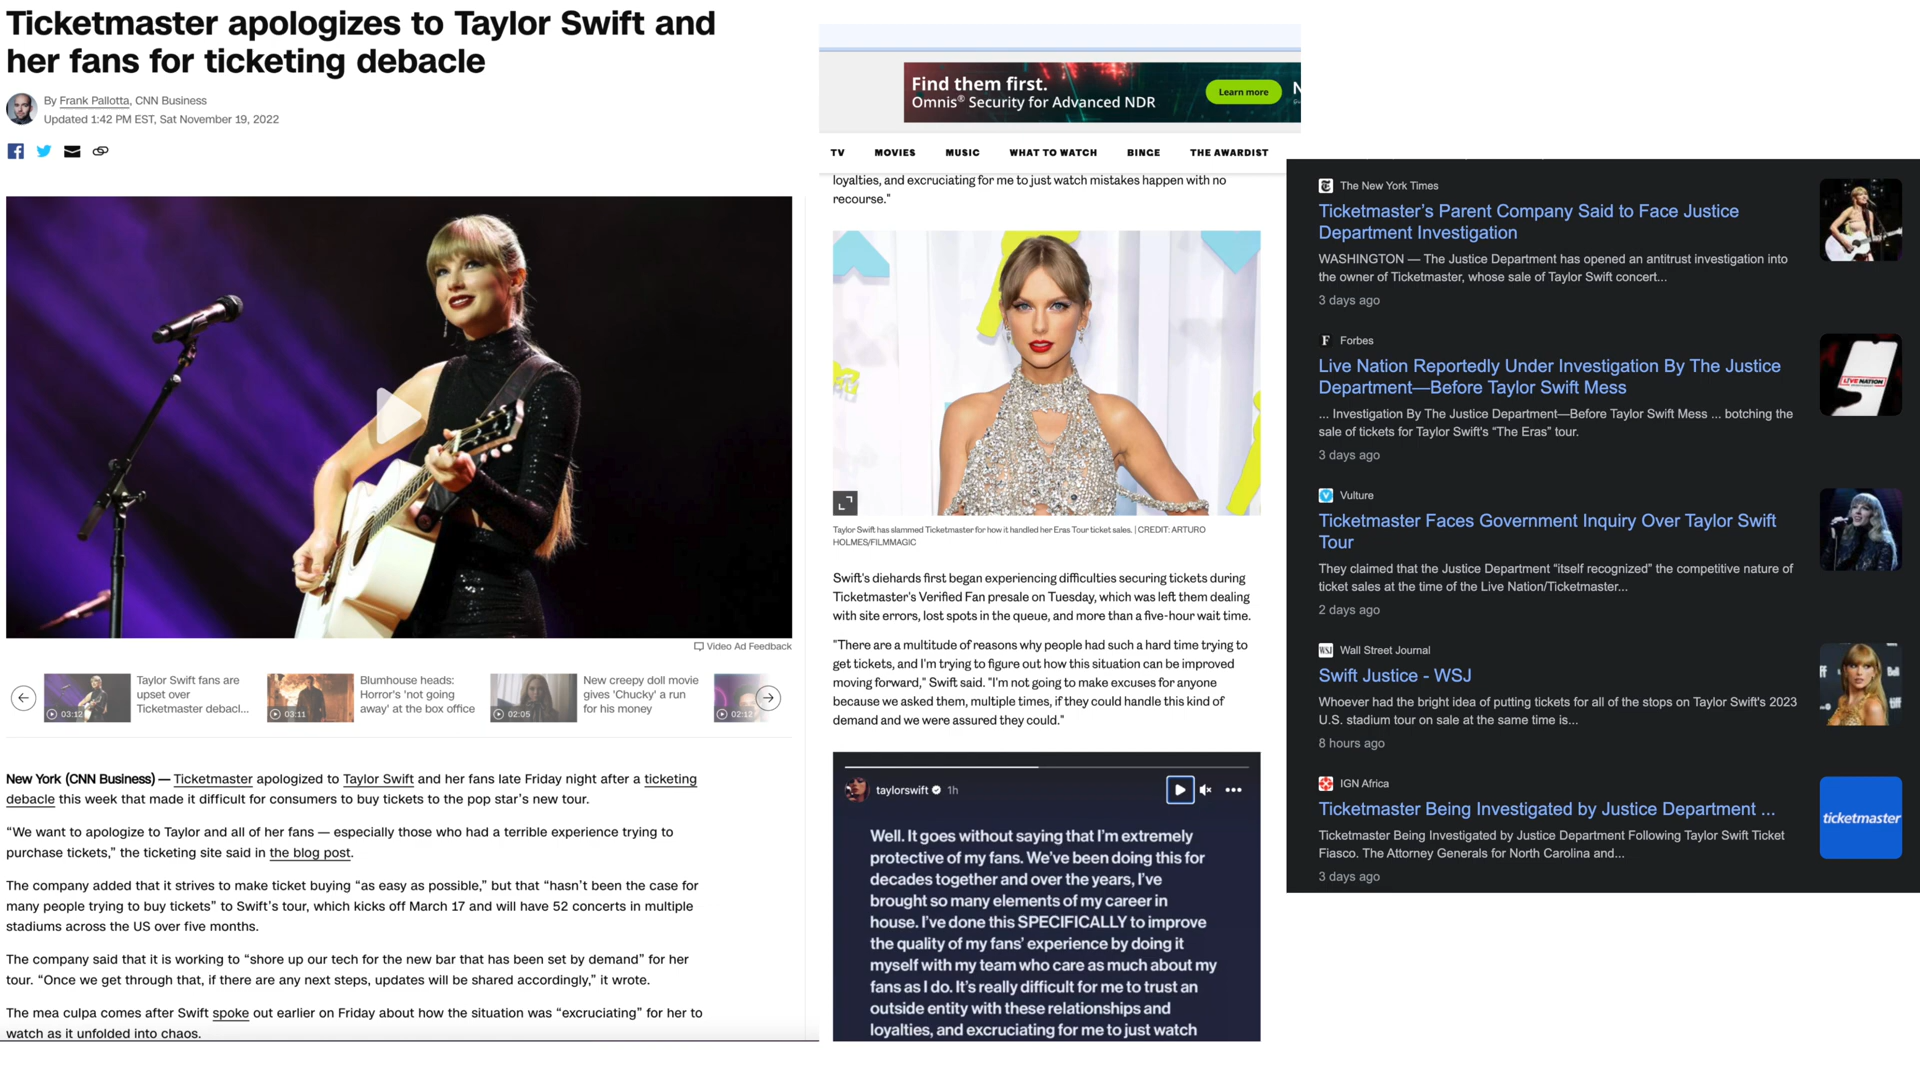 Ticketmaster apologizes to Taylor Swift and
her fans for ticketing debacle
By Frank Pallotta, CNN Business
Updated 1:42 PM EST, Sat November 19, 2022
Video Ad Feedback
03:12
Taylor Swift fans are
upset over
Ticketmaster debacl...
03:11
Blumhouse heads:
Horror's 'not going
away' at the box office
02:05
New creepy doll movie
gives 'Chucky' a run
for his money
02:12
New York (CNN Business) — Ticketmaster apologized to Taylor Swift and her fans late Friday night after a ticketing
debacle this week that made it difficult for consumers to buy tickets to the pop star’s new tour.
“We want to apologize to Taylor and all of her fans — especially those who had a terrible experience trying to
purchase tickets,” the ticketing site said in the blog post.
The company added that it strives to make ticket buying “as easy as possible,” but that “hasn’t been the case for
many people trying to buy tickets” to Swift’s tour, which kicks off March 17 and will have 52 concerts in multiple
stadiums across the US over five months.
The company said that it is working to “shore up our tech for the new bar that has been set by demand” for her
tour. “Once we get through that, if there are any next steps, updates will be shared accordingly,” it wrote.
The mea culpa comes after Swift spoke out earlier on Friday about how the situation was “excruciating” for her to
watch as it unfolded into chaos.
Find them first.
Omnis® Security for Advanced NDR
Learn more
N
TV MOVIES MUSIC WHAT TO WATCH BINGE THE AWARDIST
loyalties, and excruciating for me to just watch mistakes happen with no
recourse."
Taylor Swift has slammed Ticketmaster for how it handled her Eras Tour ticket sales. | CREDIT: ARTURO
HOLMES/FILMMAGIC
Swift's diehards first began experiencing difficulties securing tickets during
Ticketmaster's Verified Fan presale on Tuesday, which was left them dealing
with site errors, lost spots in the queue, and more than a five-hour wait time.
"There are a multitude of reasons why people had such a hard time trying to
get tickets, and I'm trying to figure out how this situation can be improved
moving forward," Swift said. "I'm not going to make excuses for anyone
because we asked them, multiple times, if they could handle this kind of
demand and we were assured they could."
taylorswift 1h
Well. It goes without saying that I’m extremely
protective of my fans. We’ve been doing this for
decades together and over the years, I’ve
brought so many elements of my career in
house. I’ve done this SPECIFICALLY to improve
the quality of my fans’ experience by doing it
myself with my team who care as much about my
fans as I do. It’s really difficult for me to trust an
outside entity with these relationships and
loyalties, and excruciating for me to just watch
The New York Times
Ticketmaster’s Parent Company Said to Face Justice
Department Investigation
WASHINGTON — The Justice Department has opened an antitrust investigation into
the owner of Ticketmaster, whose sale of Taylor Swift concert...
3 days ago
F Forbes
Live Nation Reportedly Under Investigation By The Justice
Department—Before Taylor Swift Mess
... Investigation By The Justice Department—Before Taylor Swift Mess ... botching the
sale of tickets for Taylor Swift's “The Eras” tour.
3 days ago
LIVE NATION
Vulture
Ticketmaster Faces Government Inquiry Over Taylor Swift
Tour
They claimed that the Justice Department “itself recognized” the competitive nature of
ticket sales at the time of the Live Nation/Ticketmaster...
2 days ago
WSJ Wall Street Journal
Swift Justice - WSJ
Whoever had the bright idea of putting tickets for all of the stops on Taylor Swift's 2023
U.S. stadium tour on sale at the same time is...
8 hours ago
IGN Africa
Ticketmaster Being Investigated by Justice Department ...
Ticketmaster Being Investigated by Justice Department Following Taylor Swift Ticket
Fiasco. The Attorney Generals for North Carolina and...
3 days ago
ticketmaster